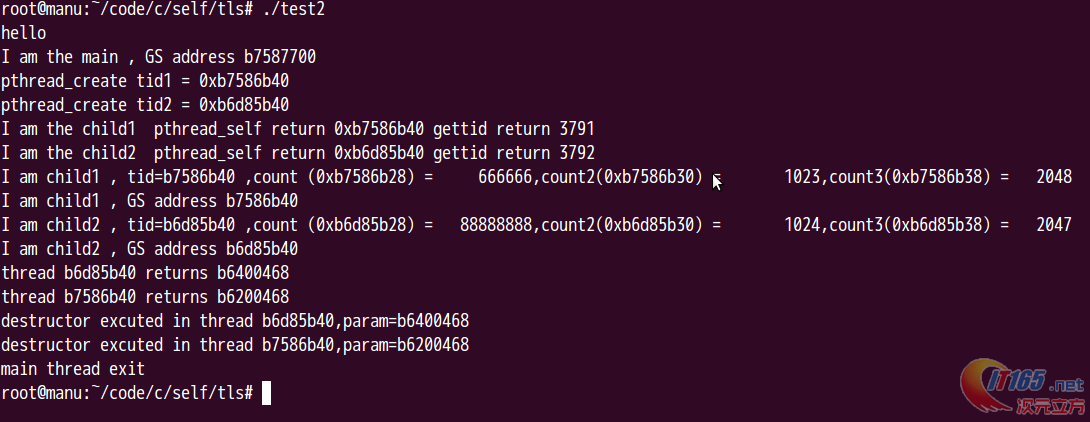 root@manu:~/code/c/self/tls# ./test2
hello
I am the main , GS address b7587700
pthread_create tid1 = 0xb7586b40
pthread_create tid2 = 0xb6d85b40
I am the child1  pthread_self return 0xb7586b40 gettid return 3791
I am the child2  pthread_self return 0xb6d85b40 gettid return 3792
I am child1 , tid=b7586b40 ,count (0xb7586b28) =     666666,count2(0xb7586b30) =       1023,count3(0xb7586b38) =   2048
I am child1 , GS address b7586b40
I am child2 , tid=b6d85b40 ,count (0xb6d85b28) =   88888888,count2(0xb6d85b30) =       1024,count3(0xb6d85b38) =   2047
I am child2 , GS address b6d85b40
thread b6d85b40 returns b6400468
thread b7586b40 returns b6200468
destructor excuted in thread b6d85b40,param=b6400468
destructor excuted in thread b7586b40,param=b6200468
main thread exit
root@manu:~/code/c/self/tls#
IT165.net
次元立方